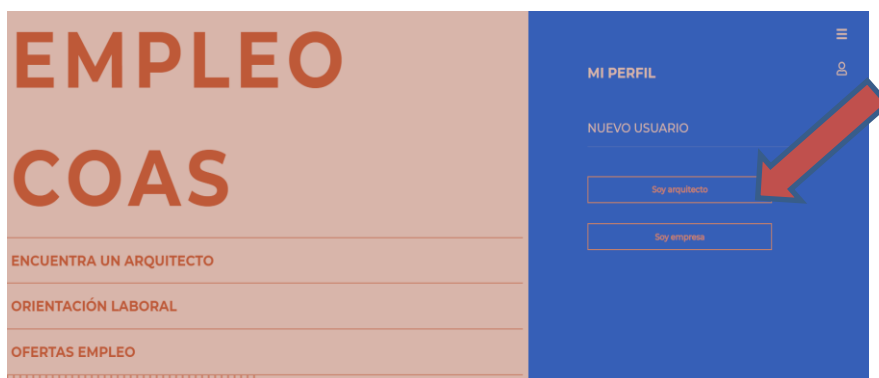 EMPLEO
COAS
ENCUENTRA UN ARQUITECTO
ORIENTACIÓN LABORAL
OFERTAS EMPLEO
MI PERFIL
NUEVO USUARIO
Soy arquitecto
Soy empresa